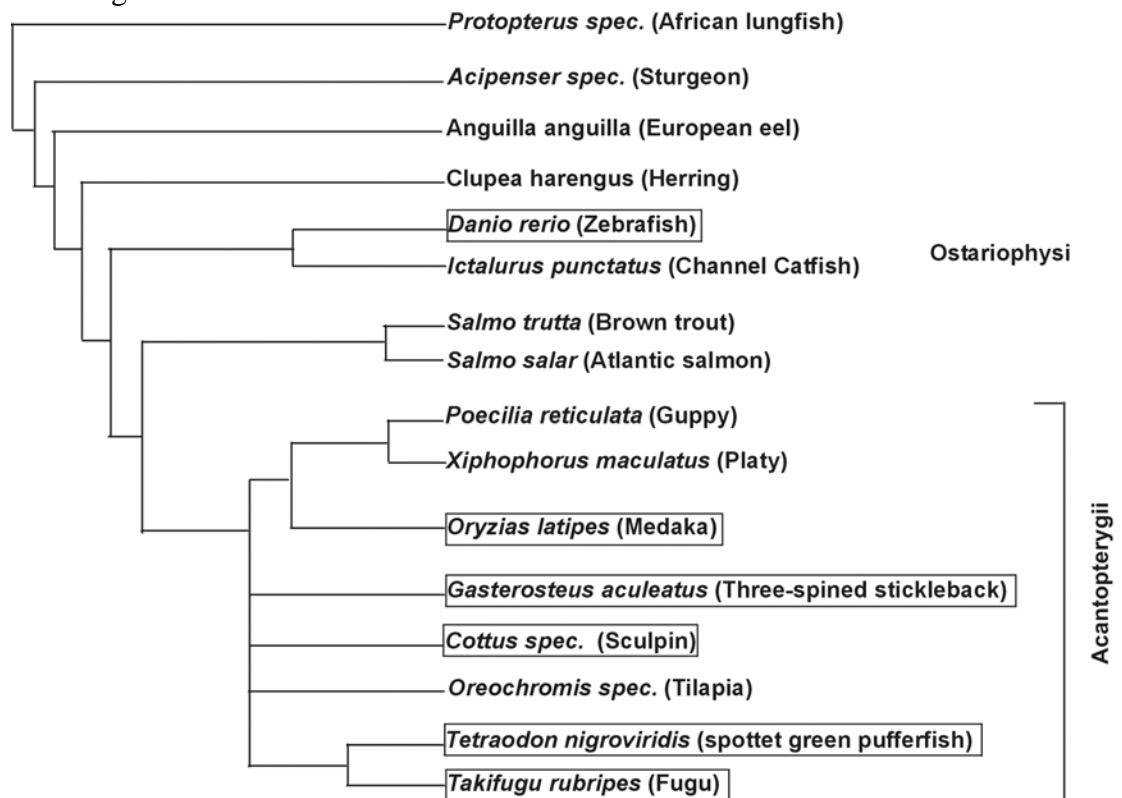 Protopterus spec. (African lungfish)
Acipenser spec. (Sturgeon)
Anguilla anguilla (European eel)
Clupea harengus (Herring)
Danio rerio (Zebrafish)
Ostariophysi
Ictalurus punctatus (Channel Catfish)
Salmo trutta (Brown trout)
Salmo salar (Atlantic salmon)
Poecilia reticulata (Guppy)
Xiphophorus maculatus (Platy)
Oryzias latipes (Medaka)
Gasterosteus aculeatus (Three-spined stickleback)
Cottus spec. (Sculpin)
Oreochromis spec. (Tilapia)
Tetraodon nigroviridis (spottet green pufferfish)
Takifugu rubripes (Fugu)
Acantopterygii